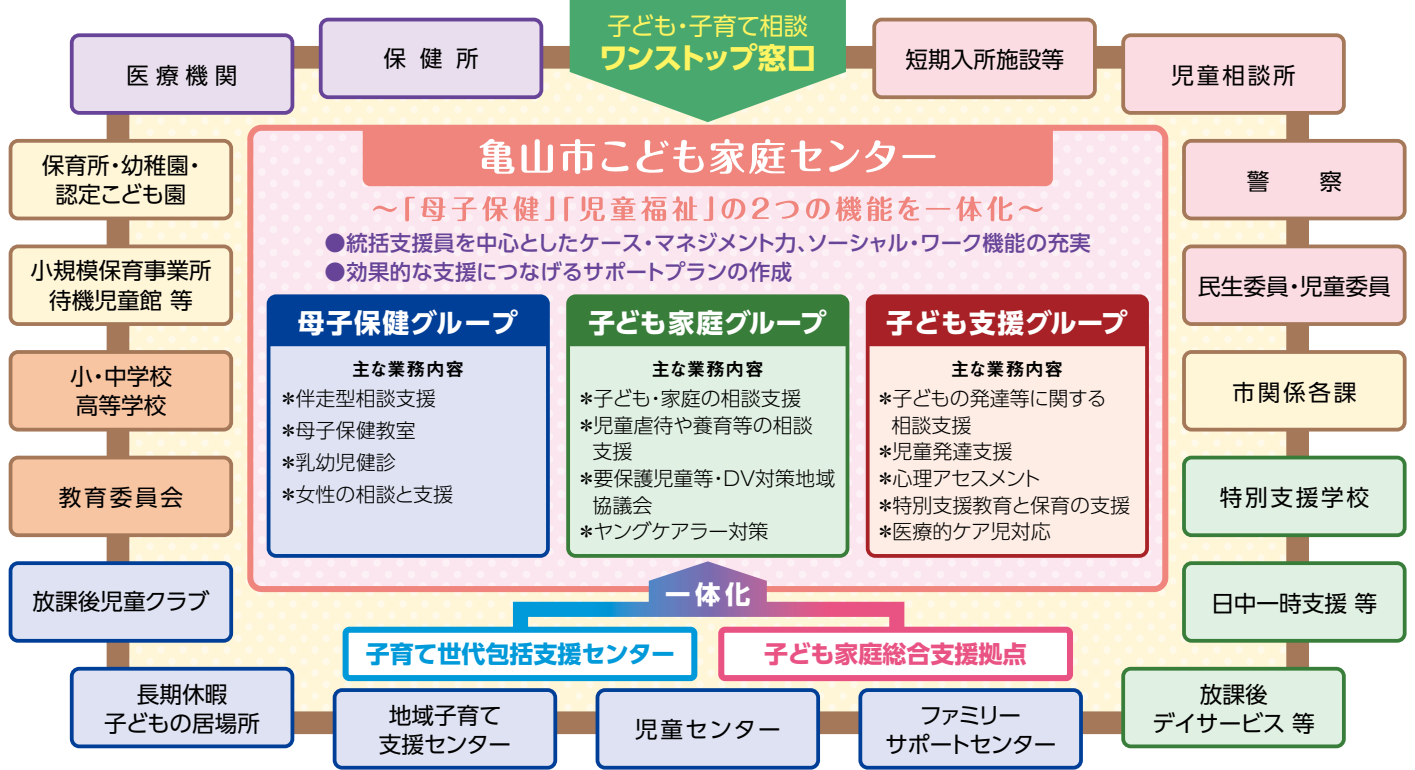 子ども・子育て相談
ワンストップ窓口
医療機関
保健所
短期入所施設等
児童相談所
保育所・幼稚園・
認定こども園
小規模保育事業所
待機児童館 等
小・中学校
高等学校
教育委員会
放課後児童クラブ
長期休暇
子どもの居場所
亀山市こども家庭センター
～「母子保健」「児童福祉」の2つの機能を一体化～
●統括支援員を中心としたケース・マネジメント力、ソーシャル・ワーク機能の充実
●効果的な支援につなげるサポートプランの作成
母子保健グループ
主な業務内容
＊伴走型相談支援
＊母子保健教室
＊乳幼児健診
＊女性の相談と支援
子ども家庭グループ
主な業務内容
＊子ども・家庭の相談支援
＊児童虐待や養育等の相談
支援
＊要保護児童等・DV対策地域
協議会
＊ヤングケアラー対策
子ども支援グループ
主な業務内容
＊子どもの発達等に関する
相談支援
＊児童発達支援
＊心理アセスメント
＊特別支援教育と保育の支援
＊医療的ケア児対応
一体化
子育て世代包括支援センター
子ども家庭総合支援拠点
警察
民生委員・児童委員
市関係各課
特別支援学校
日中一時支援 等
放課後
デイサービス 等
地域子育て
支援センター
児童センター
ファミリー
サポートセンター